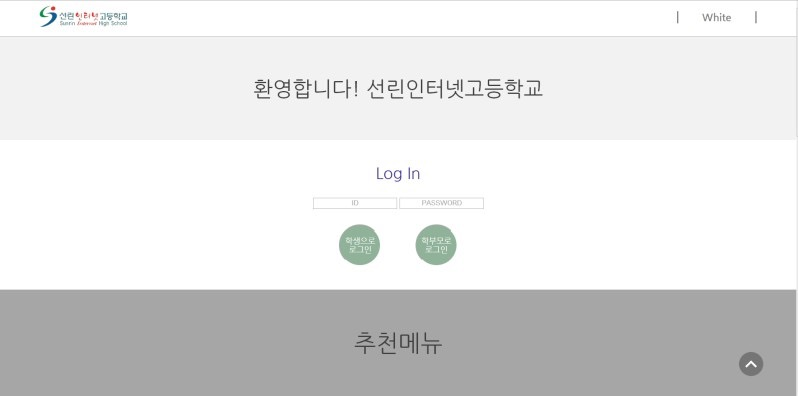 선린인터넷고등학교
Sunrin Internet High School
| White |
환영합니다! 선린인터넷고등학교
Log In
ID PASSWORD
학생으로
로그인
학부모로
로그인
추천메뉴